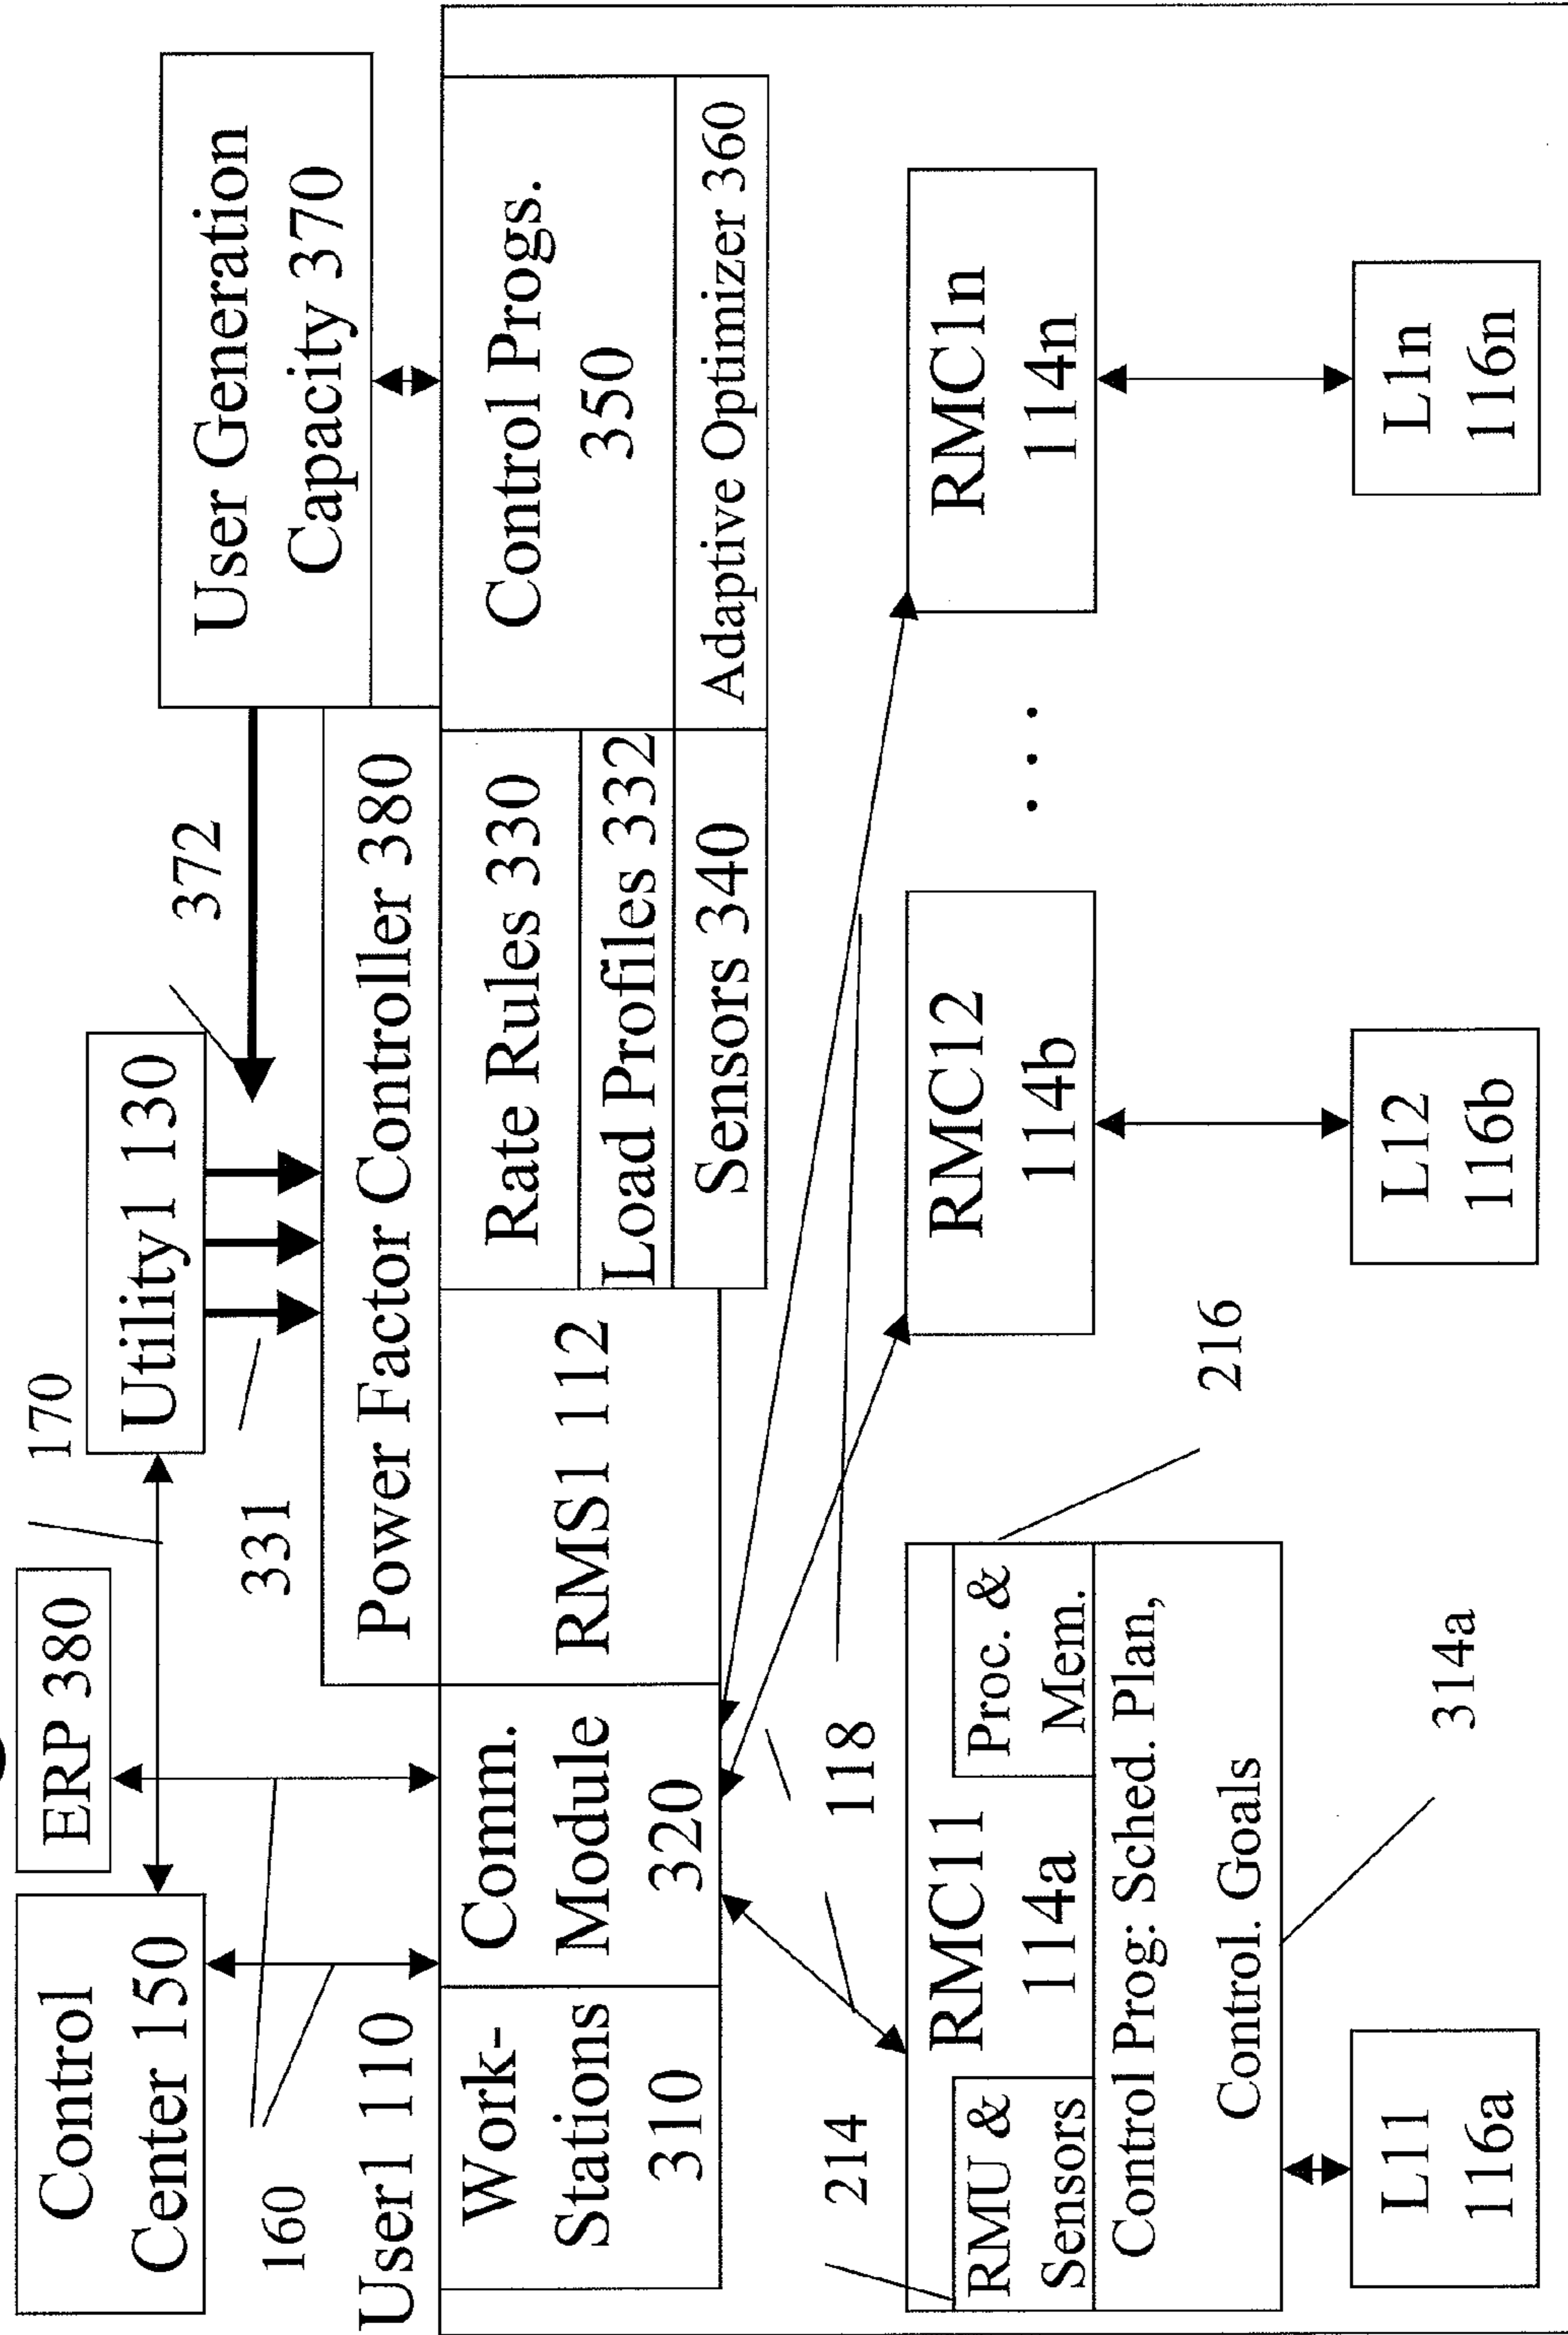 Control
Center 150
ERP 380
170
Utility1 130
372
User Generation
Capacity 370
160
331
User1 110
Power Factor Controller 380
Work-
Stations
310
Comm.
Module
320
RMS1 112
Rate Rules 330
Load Profiles 332
Sensors 340
Control Progs.
350
Adaptive Optimizer 360
214
118
216
RMU &
Sensors
RMC11
114a
Proc. &
Mem.
Control Prog: Sched. Plan,
Control. Goals
314a
RMC12
114b
. . .
RMC1n
114n
L11
116a
L12
116b
L1n
116n